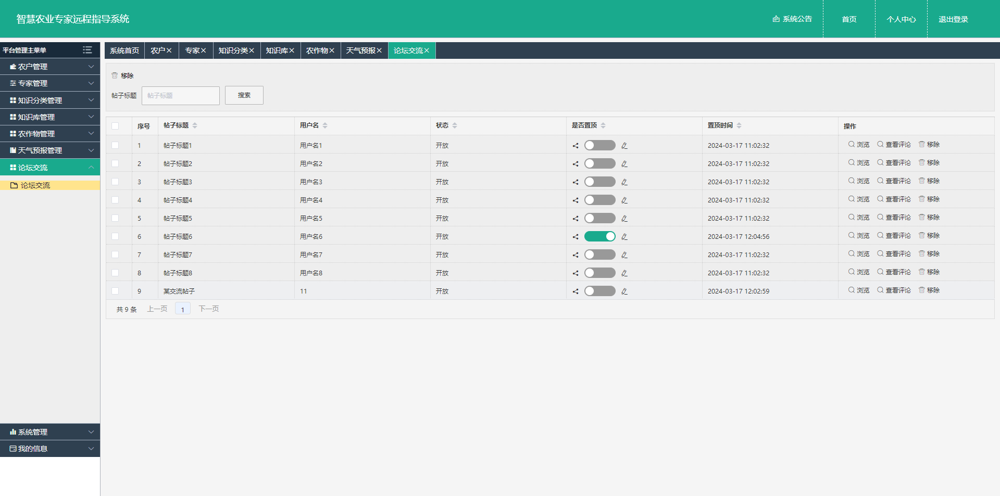 智慧农业专家远程指导系统
系统公告 首页 个人中心 退出登录
平台管理主菜单
农户管理
专家管理
知识分类管理
知识库管理
农作物管理
天气预报管理
论坛交流
论坛交流
系统管理
我的信息
系统首页 农户 专家 知识分类 知识库 农作物 天气预报 论坛交流
移除
帖子标题 帖子标题 搜索
序号 帖子标题 用户名 状态 是否置顶 置顶时间 操作
1 帖子标题1 用户名1 开放 2024-03-17 11:02:32 浏览 查看评论 移除
2 帖子标题2 用户名2 开放 2024-03-17 11:02:32 浏览 查看评论 移除
3 帖子标题3 用户名3 开放 2024-03-17 11:02:32 浏览 查看评论 移除
4 帖子标题4 用户名4 开放 2024-03-17 11:02:32 浏览 查看评论 移除
5 帖子标题5 用户名5 开放 2024-03-17 11:02:32 浏览 查看评论 移除
6 帖子标题6 用户名6 开放 2024-03-17 12:04:56 浏览 查看评论 移除
7 帖子标题7 用户名7 开放 2024-03-17 11:02:32 浏览 查看评论 移除
8 帖子标题8 用户名8 开放 2024-03-17 11:02:32 浏览 查看评论 移除
9 某交流帖子 11 开放 2024-03-17 12:02:59 浏览 查看评论 移除
共 9 条 上一页 1 下一页